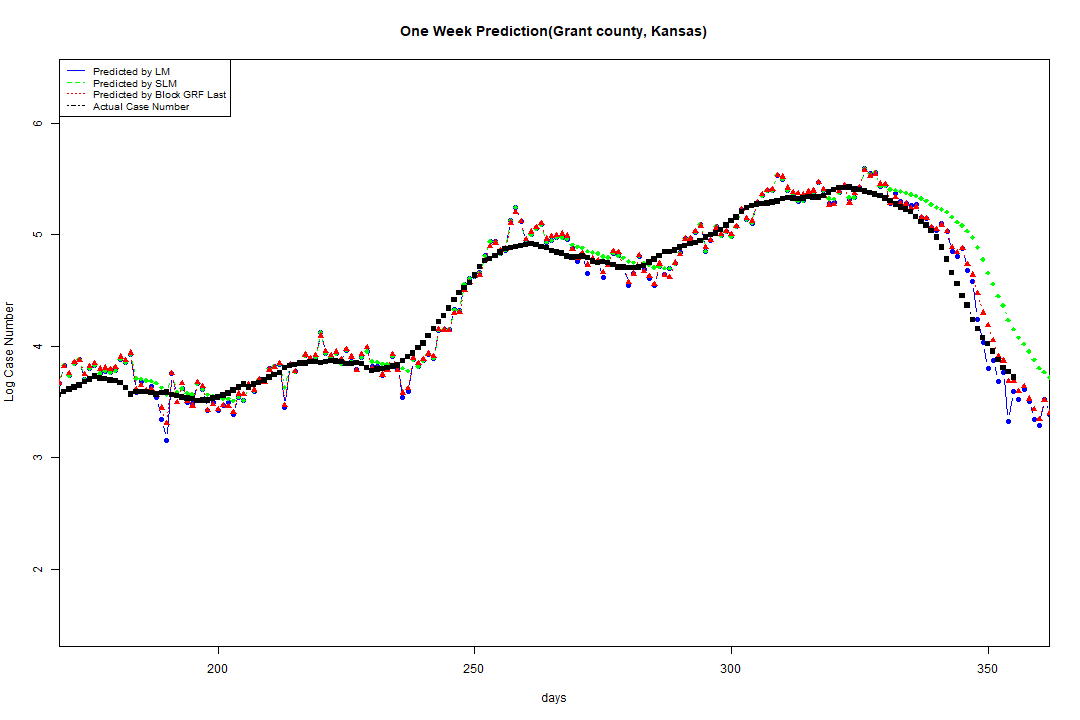 One Week Prediction(Grant county, Kansas)
Predicted by LM
Predicted by SLM
Predicted by Block GRF Last
Actual Case Number
6
5
4
3
2
Log Case Number
200 250 300 350
days